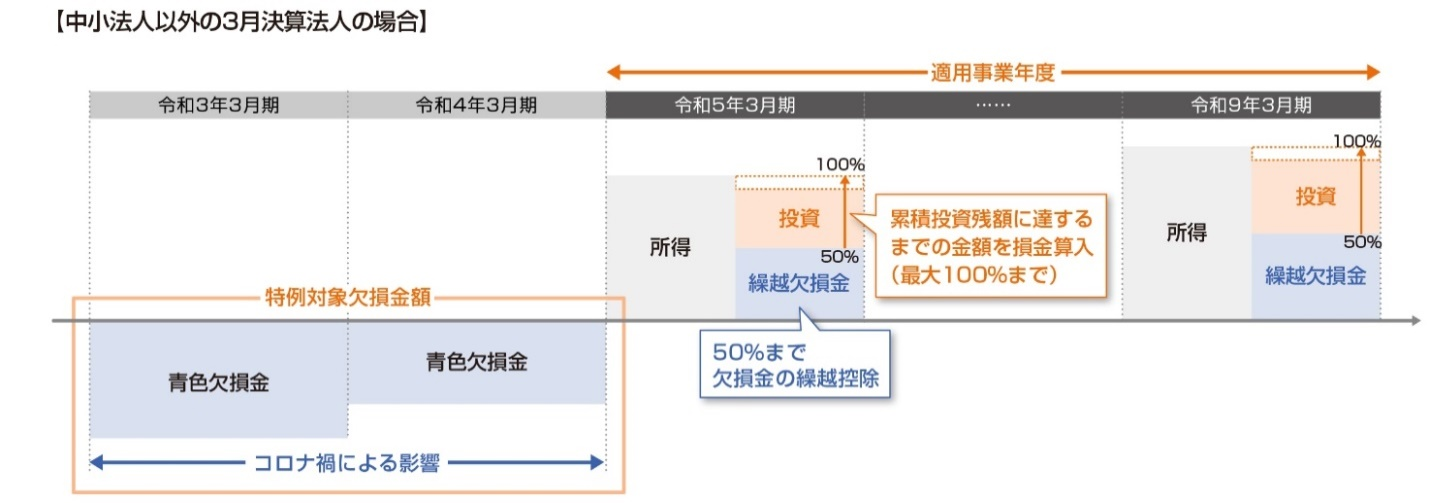 【中小法人以外の3月決算法人の場合】
適用事業年度
令和3年3月期
令和4年3月期
令和5年3月期
……
令和9年3月期
100%
投資
所得
50%
繰越欠損金
累積投資残額に達する
までの金額を損金算入
(最大100%まで)
100%
投資
所得
50%
繰越欠損金
特例対象欠損金額
青色欠損金
青色欠損金
50%まで
欠損金の繰越控除
コロナ禍による影響